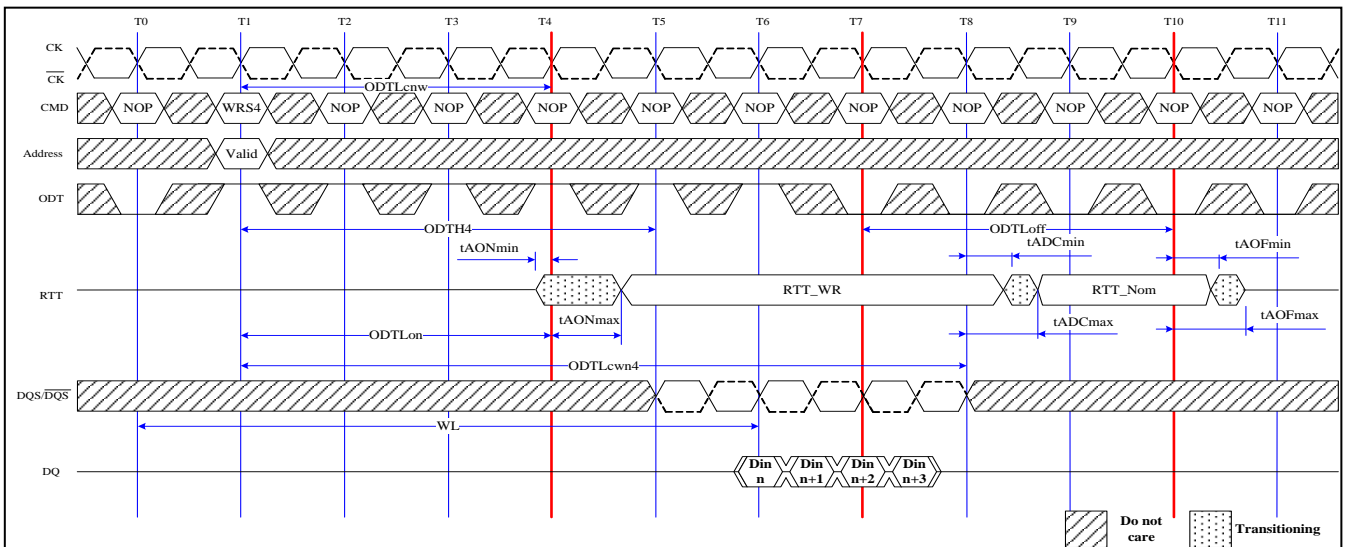 T0 T1 T2 T3 T4 T5 T6 T7 T8 T9 T10 T11
CK
CK
ODTLcnw
CMD NOP WRS4 NOP NOP NOP NOP NOP NOP NOP NOP NOP NOP
Address Valid
ODT
ODTH4 ODTLoff
tAONmin tADCmin tAOFmin
RTT RTT_WR RTT_Nom
tAONmax tADCmax tAOFmax
ODTLon
ODTLcwn4
DQS/DQS
WL
DQ Din n Din n+1 Din n+2 Din n+3
Do not care Transitioning